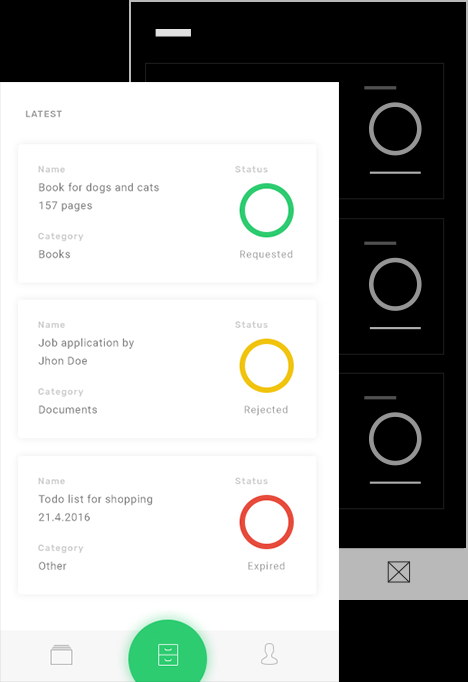 LATEST
Name
Status
Book for dogs and cats
157 pages
Category
Books
Requested
Name
Status
Job application by
Jhon Doe
Category
Documents
Rejected
Name
Status
Todo list for shopping
21.4.2016
Category
Other
Expired